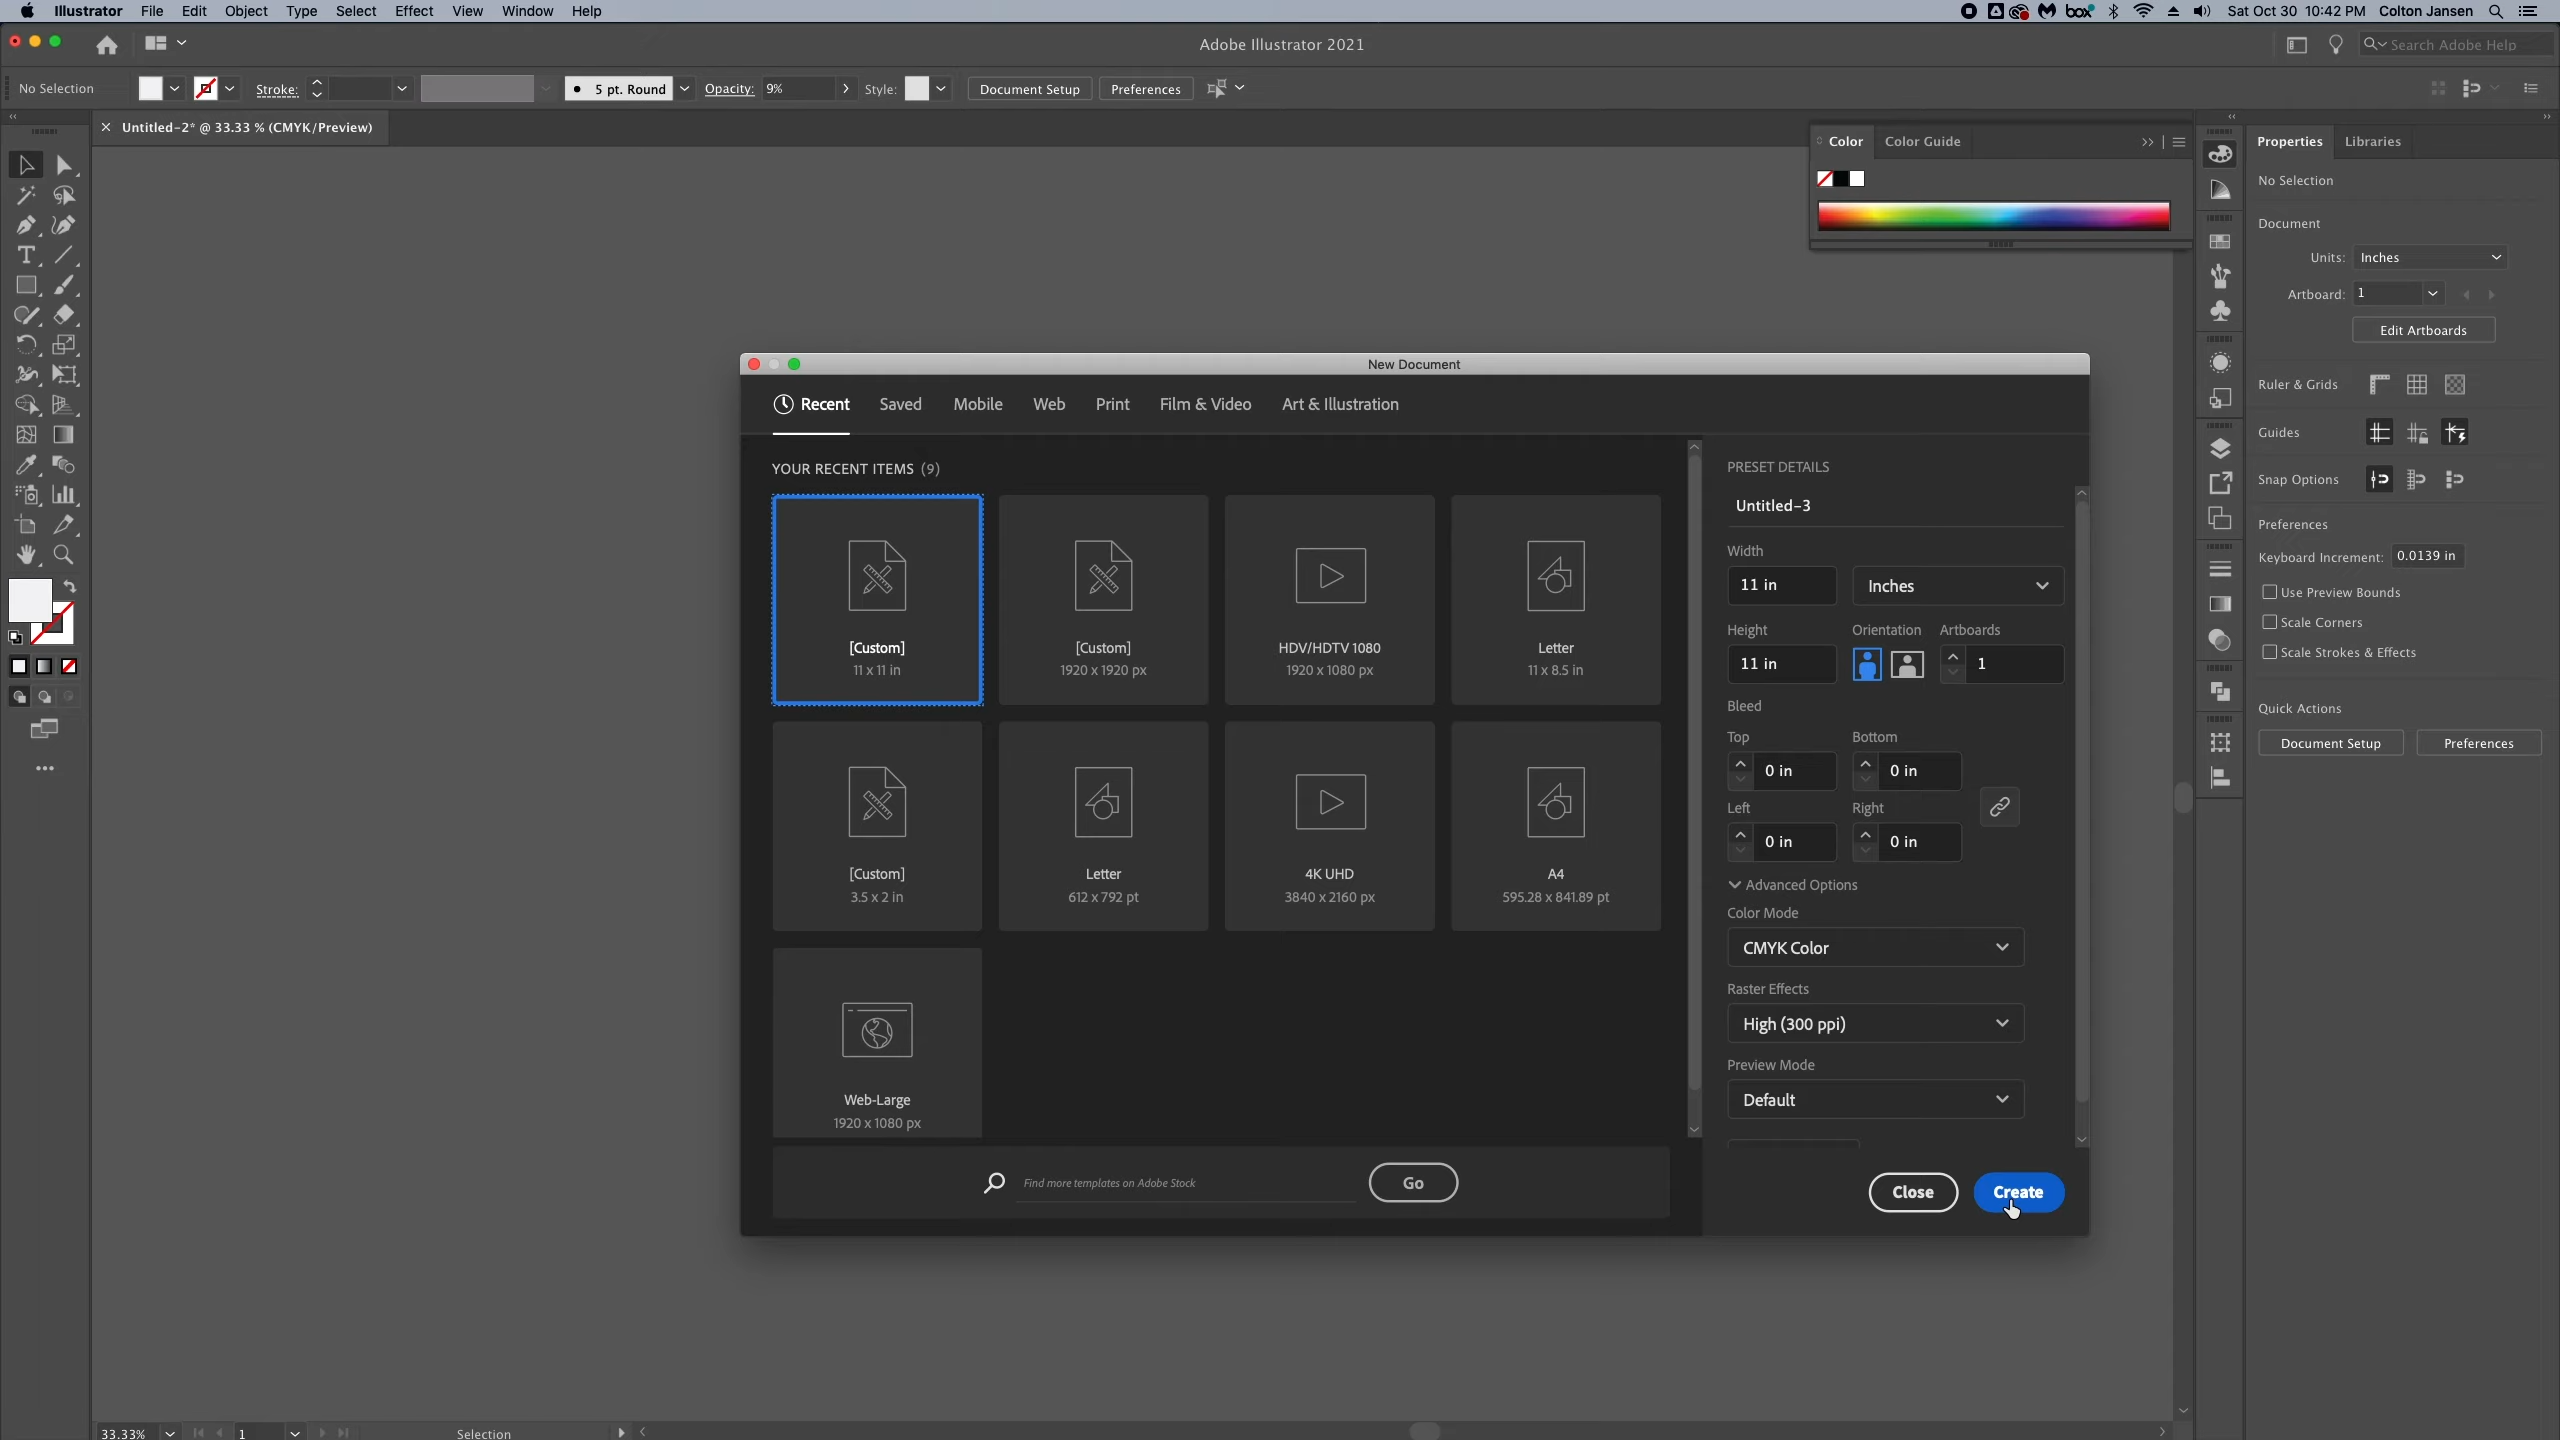 Illustrator File Edit Object Type Select Effect View Window Help
box Sat Oct 30 10:42 PM Colton Jansen
Adobe Illustrator 2021
Search Adobe Help
No Selection Stroke: 5 pt. Round Opacity: 9% Style: Document Setup Preferences
Untitled-2* @ 33.33 % (CMYK/Preview)
Color Color Guide
Properties Libraries
No Selection
Document
Units: Inches
Artboard: 1
Edit Artboards
Ruler & Grids
Guides
Snap Options
Preferences
Keyboard Increment: 0.0139 in
Use Preview Bounds
Scale Corners
Scale Strokes & Effects
Quick Actions
Document Setup Preferences
New Document
Recent Saved Mobile Web Print Film & Video Art & Illustration
YOUR RECENT ITEMS (9)
[Custom]
11 x 11 in
[Custom]
1920 x 1920 px
HDV/HDTV 1080
1920 x 1080 px
Letter
11 x 8.5 in
[Custom]
3.5 x 2 in
Letter
612 x 792 pt
4K UHD
3840 x 2160 px
A4
595.28 x 841.89 pt
Web-Large
1920 x 1080 px
Find more templates on Adobe Stock Go
PRESET DETAILS
Untitled-3
Width
11 in Inches
Height Orientation Artboards
11 in 1
Bleed
Top Bottom
0 in 0 in
Left Right
0 in 0 in
Advanced Options
Color Mode
CMYK Color
Raster Effects
High (300 ppi)
Preview Mode
Default
Close Create
33.33% 1 Selection